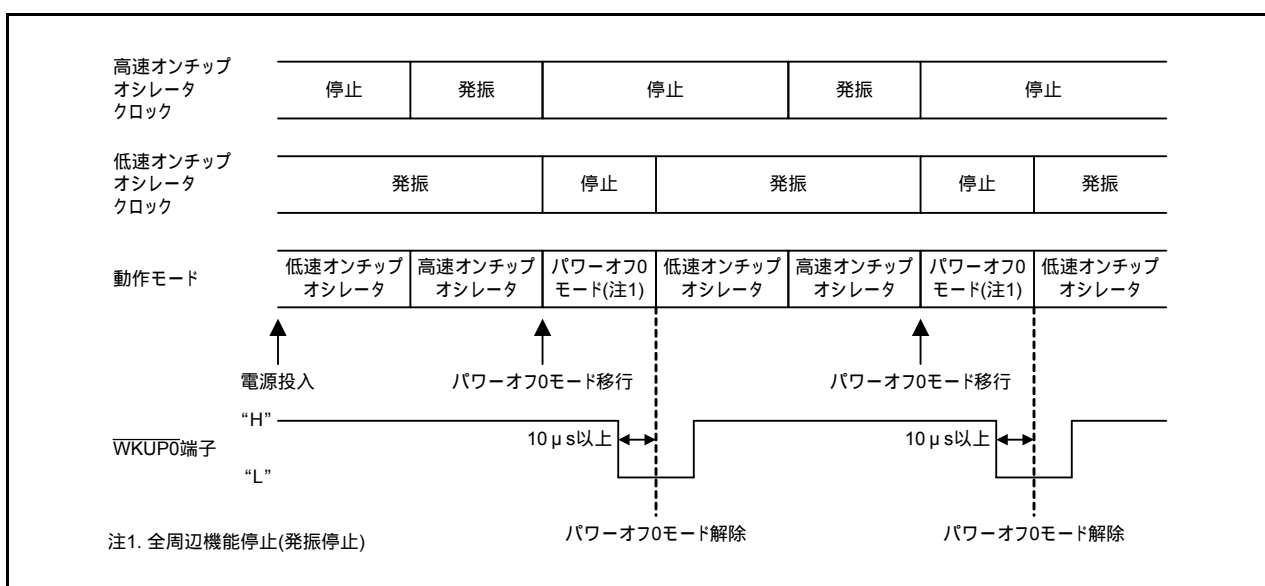 高速オンチップ
オシレータ
クロック
停止
発振
停止
発振
停止
低速オンチップ
オシレータ
クロック
発振
停止
発振
停止
発振
動作モード
低速オンチップ
オシレータ
高速オンチップ
オシレータ
パワーオフ0
モード(注1)
低速オンチップ
オシレータ
高速オンチップ
オシレータ
パワーオフ0
モード(注1)
低速オンチップ
オシレータ
電源投入
パワーオフ0モード移行
パワーオフ0モード移行
“H”
WKUP0端子
“L”
10μs以上
10μs以上
パワーオフ0モード解除
パワーオフ0モード解除
注1. 全周辺機能停止(発振停止)